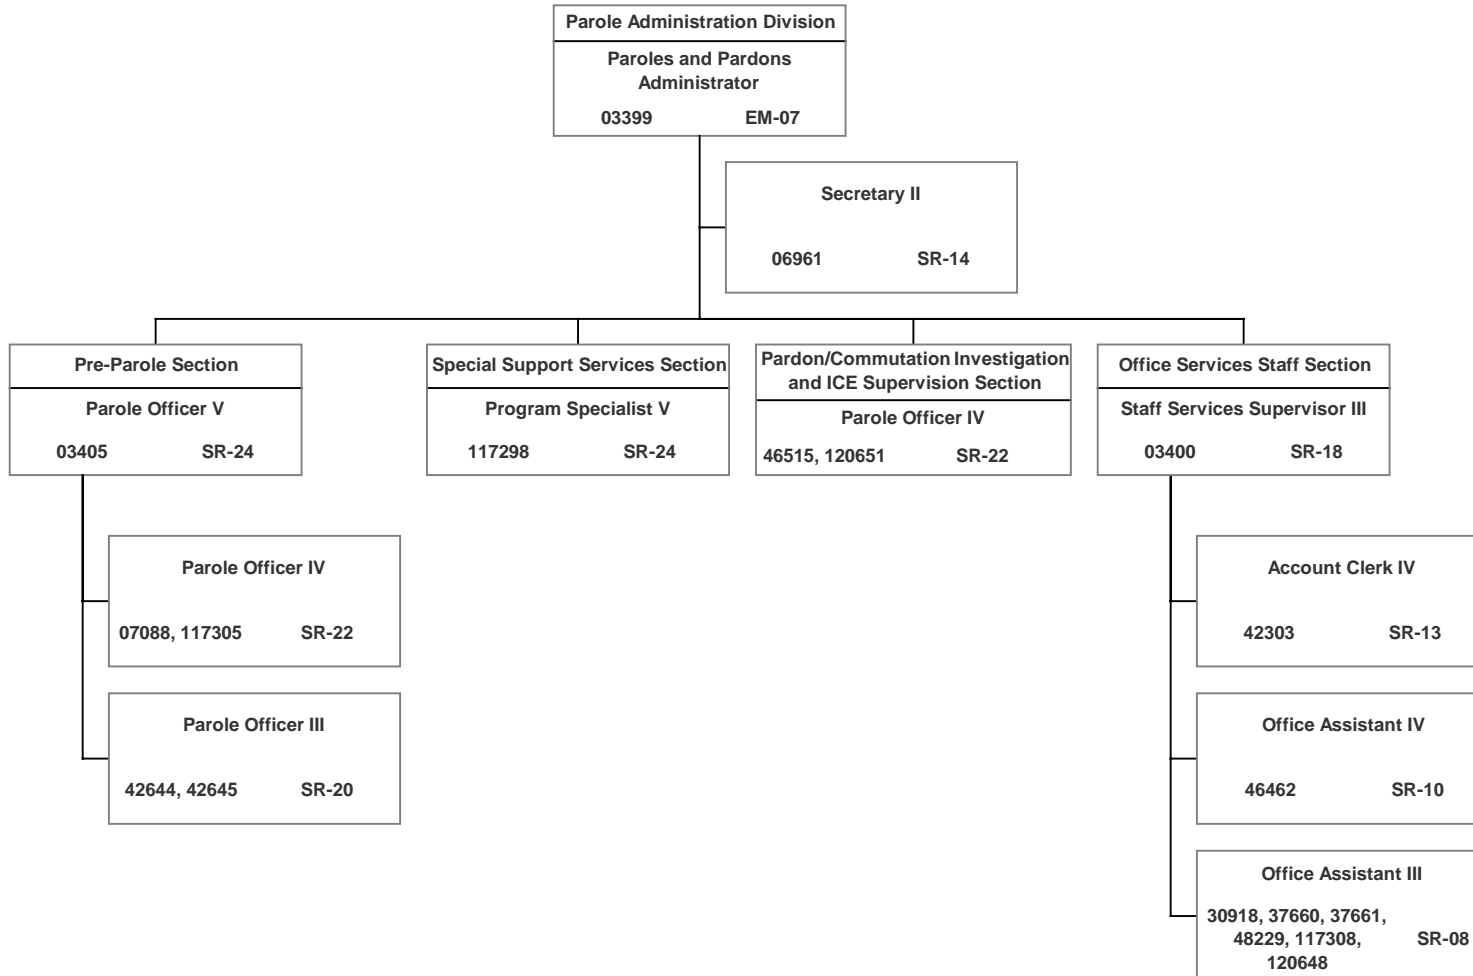 Parole Administration Division
Paroles and Pardons
Administrator
03399 EM-07
Secretary II
06961 SR-14
Pre-Parole Section
Parole Officer V
03405 SR-24
Special Support Services Section
Program Specialist V
117298 SR-24
Pardon/Commutation Investigation
and ICE Supervision Section
Parole Officer IV
46515, 120651 SR-22
Office Services Staff Section
Staff Services Supervisor III
03400 SR-18
Parole Officer IV
07088, 117305 SR-22
Parole Officer III
42644, 42645 SR-20
Account Clerk IV
42303 SR-13
Office Assistant IV
46462 SR-10
Office Assistant III
30918, 37660, 37661,
48229, 117308, SR-08
120648